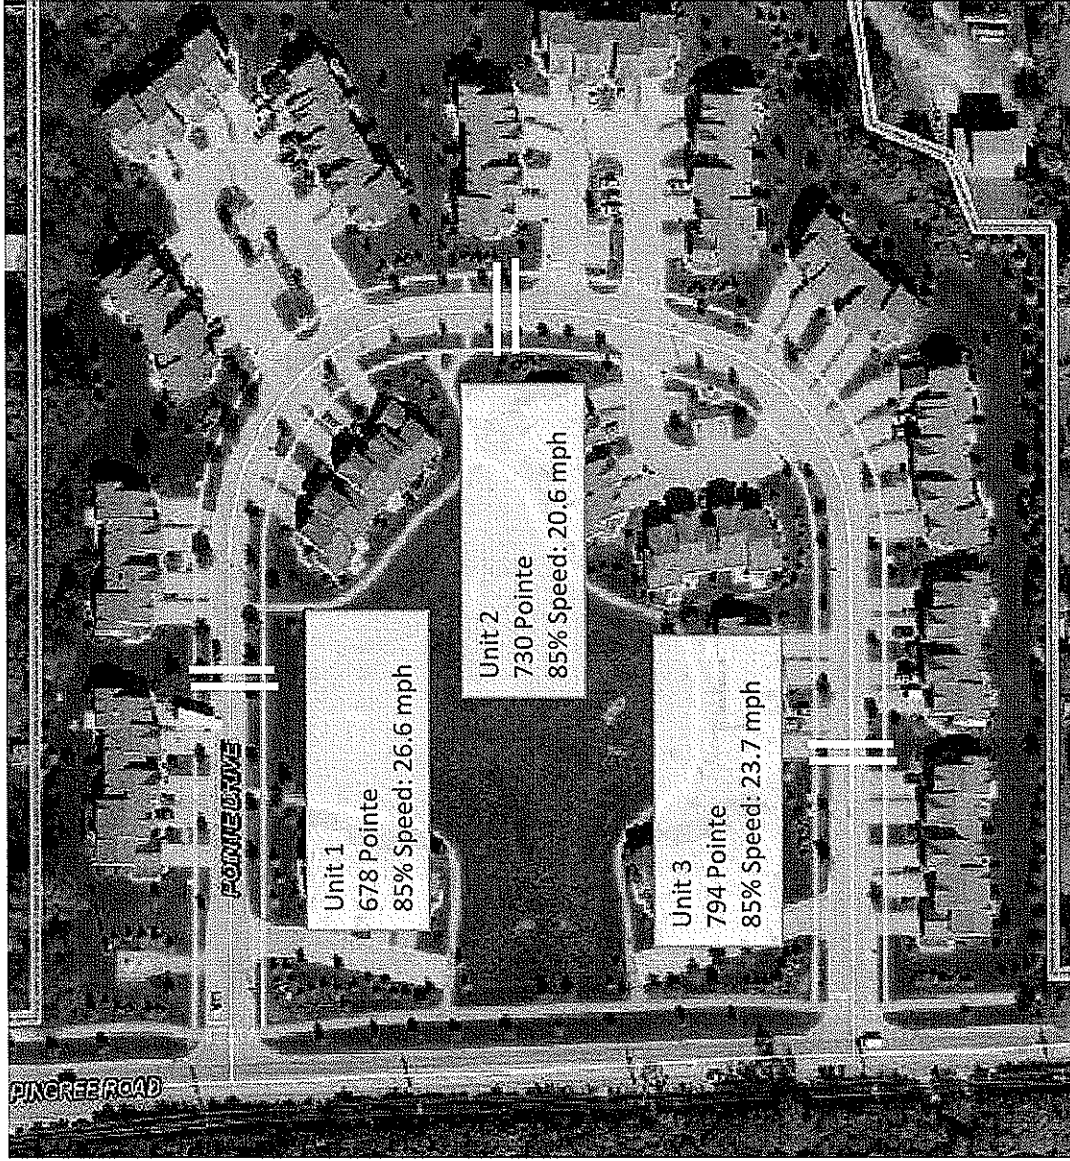 PINGREE ROAD
POINTE DRIVE
Unit 1
678 Pointe
85% Speed: 26.6 mph
Unit 2
730 Pointe
85% Speed: 20.6 mph
Unit 3
794 Pointe
85% Speed: 23.7 mph